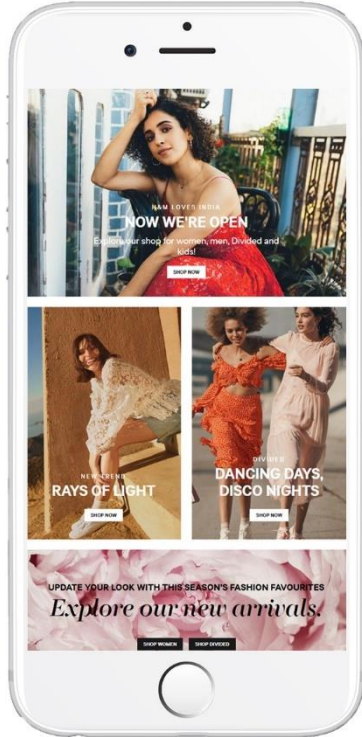 H&M LOVES INDIA
NOW WE'RE OPEN
Explore our shop for women, men, Divided and
kids!
SHOP NOW
NEW TREND
RAYS OF LIGHT
SHOP NOW
DIVIDED
DANCING DAYS,
DISCO NIGHTS
SHOP NOW
UPDATE YOUR LOOK WITH THIS SEASON'S FASHION FAVOURITES
Explore our new arrivals.
SHOP WOMEN
SHOP DIVIDED